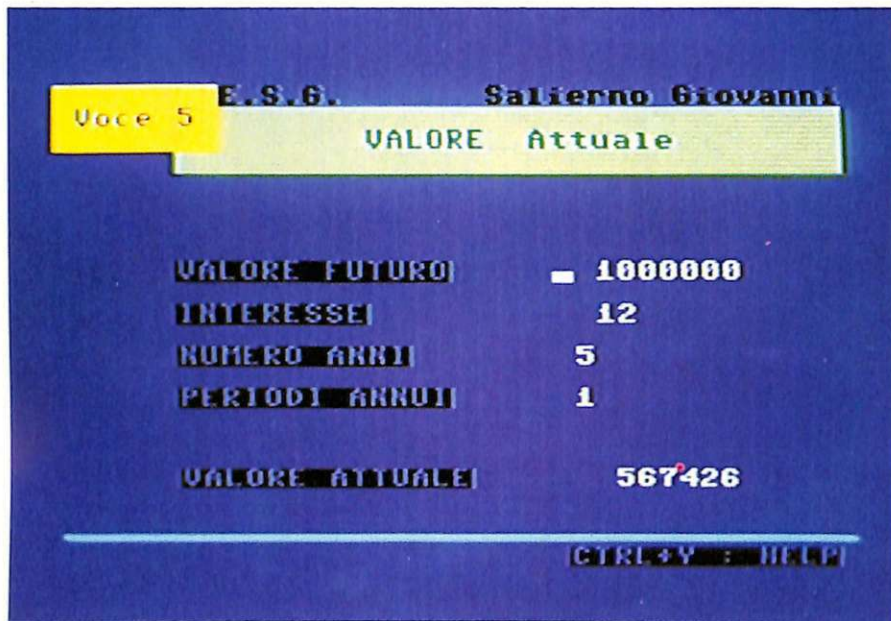 E.S.G. Salierno Giovanni
Voce 5
VALORE Attuale
VALORE FUTURO 1000000
INTERESSE 12
NUMERO ANNI 5
PERIODI ANNUI 1
VALORE ATTUALE 567426
CTRL+Y : HELP